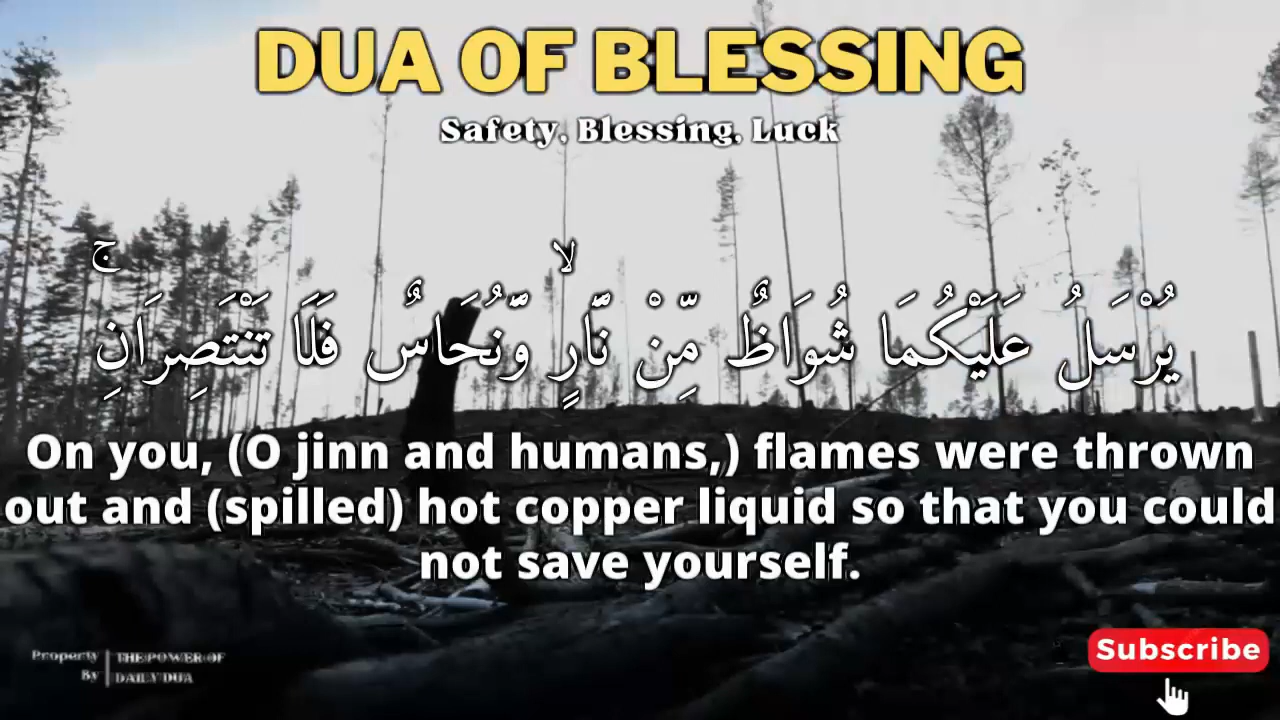 DUA OF BLESSING
Safety, Blessing, Luck
يُرْسَلُ عَلَيْكُمَا شُوَاظٌ مِّنْ نَّارٍ ۙ وَّنُحَاسٌ فَلَا تَنْتَصِرَانِ ۚ
On you, (O jinn and humans,) flames were thrown
out and (spilled) hot copper liquid so that you could
not save yourself.
Property By
THE POWER OF DAILY DUA
Subscribe